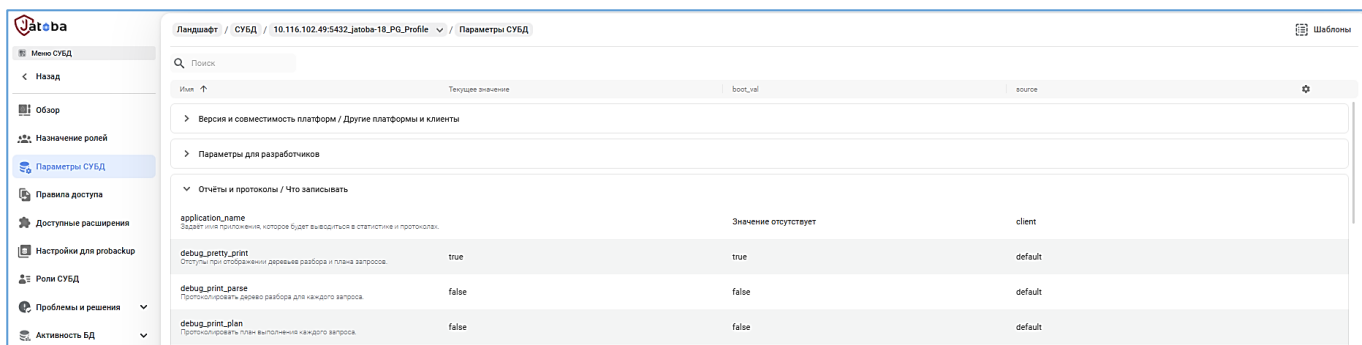 Jatoba
Ландшафт / СУБД / 10.116.102.49:5432_jatoba-18_PG_Profile / Параметры СУБД
Шаблоны
Меню СУБД
Назад
Обзор
Назначение ролей
Параметры СУБД
Правила доступа
Доступные расширения
Настройки для probackup
Роли СУБД
Проблемы и решения
Активность БД
Поиск
Имя Текущее значение boot_val source
Версия и совместимость платформ / Другие платформы и клиенты
Параметры для разработчиков
Отчёты и протоколы / Что записывать
application_name Значение отсутствует client
Задаёт имя приложения, которое будет выводиться в статистике и протоколах.
debug_pretty_print true true default
Отступы при отображении деревьев разбора и плана запросов.
debug_print_parse false false default
Протоколировать дерево разбора для каждого запроса.
debug_print_plan false false default
Протоколировать план выполнения каждого запроса.